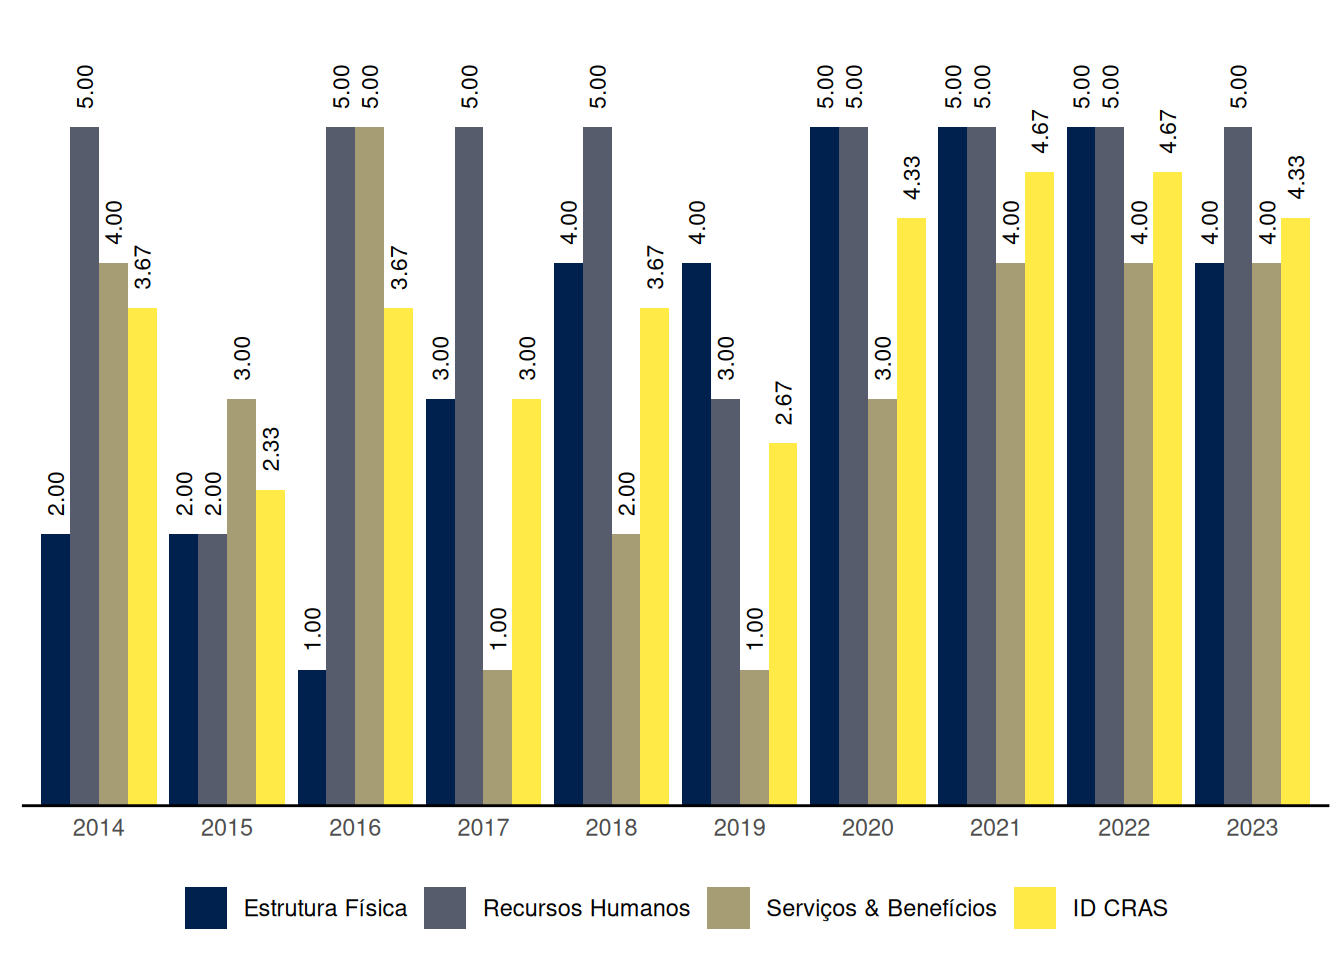 5.00 5.00 5.00 5.00 5.00 5.00 5.00 5.00 5.00 5.00 5.00 5.00
4.67 4.67
4.33 4.33
4.00 4.00 4.00 4.00 4.00 4.00 4.00
3.67 3.67 3.67
3.00 3.00 3.00 3.00 3.00
2.67
2.33
2.00 2.00 2.00 2.00
1.00 1.00 1.00
2014 2015 2016 2017 2018 2019 2020 2021 2022 2023
Estrutura Física Recursos Humanos Serviços & Benefícios ID CRAS